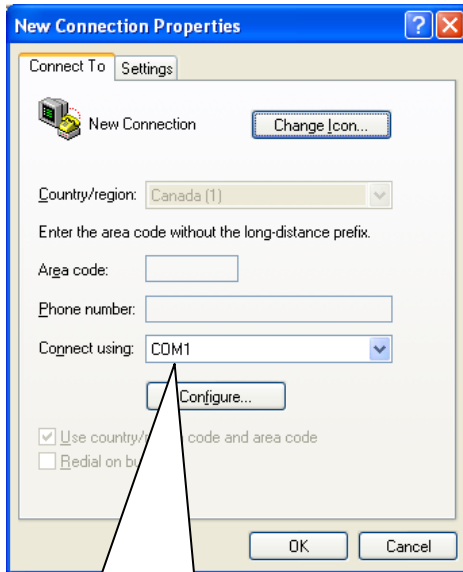 New Connection Properties
Connect To Settings
New Connection Change Icon...
Country/region: Canada (1)
Enter the area code without the long-distance prefix.
Area code:
Phone number:
Connect using: COM1
Configure...
Use country/ code and area code
Redial on
OK Cancel